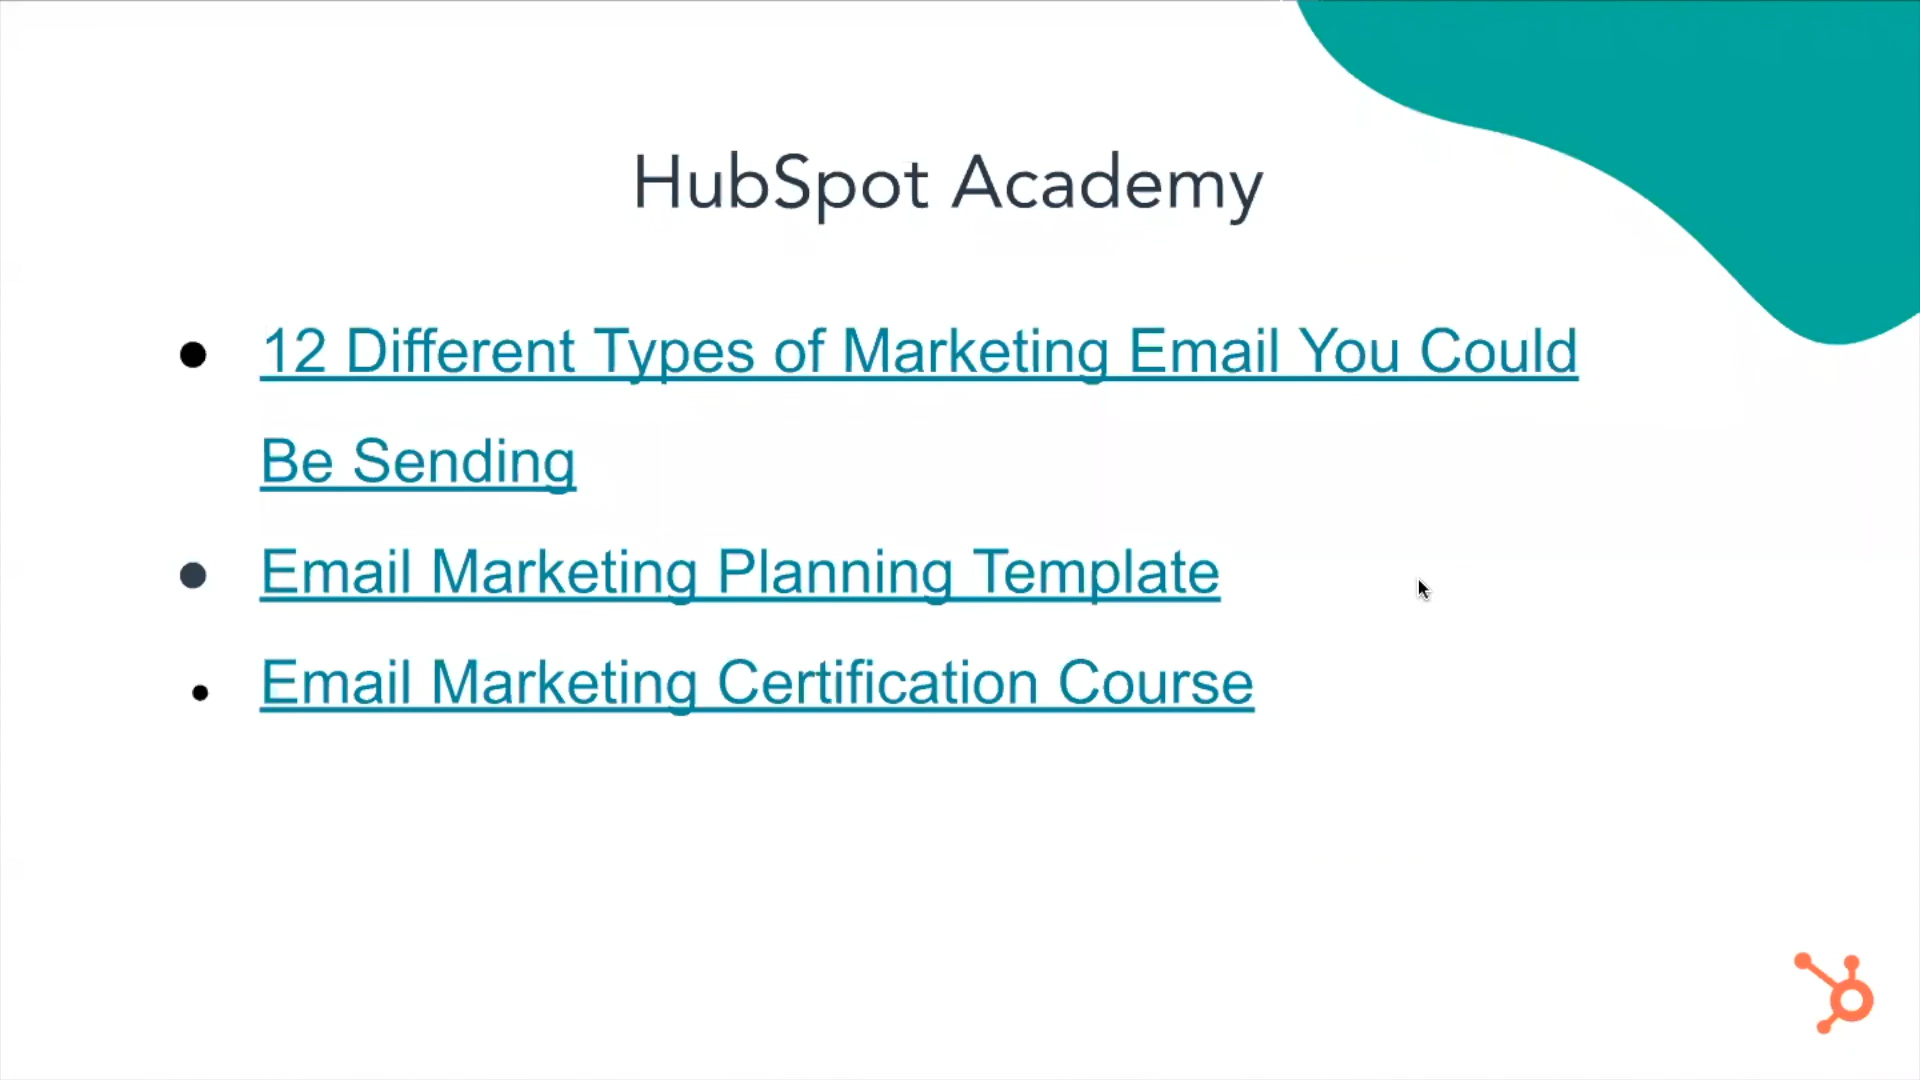 HubSpot Academy
● 12 Different Types of Marketing Email You Could
Be Sending
● Email Marketing Planning Template
● Email Marketing Certification Course